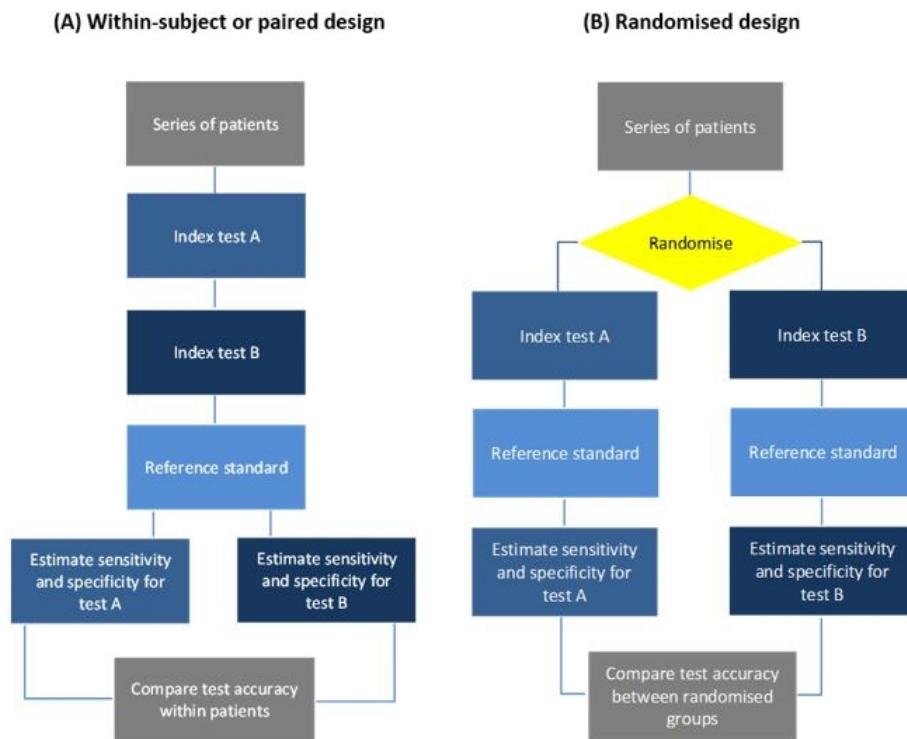 (A) Within-subject or paired design
Series of patients
Index test A
Index test B
Reference standard
Estimate sensitivity
and specificity for
test A
Estimate sensitivity
and specificity for
test B
Compare test accuracy
within patients
(B) Randomised design
Series of patients
Randomise
Index test A
Index test B
Reference standard
Reference standard
Estimate sensitivity
and specificity for
test A
Estimate sensitivity
and specificity for
test B
Compare test accuracy
between randomised
groups